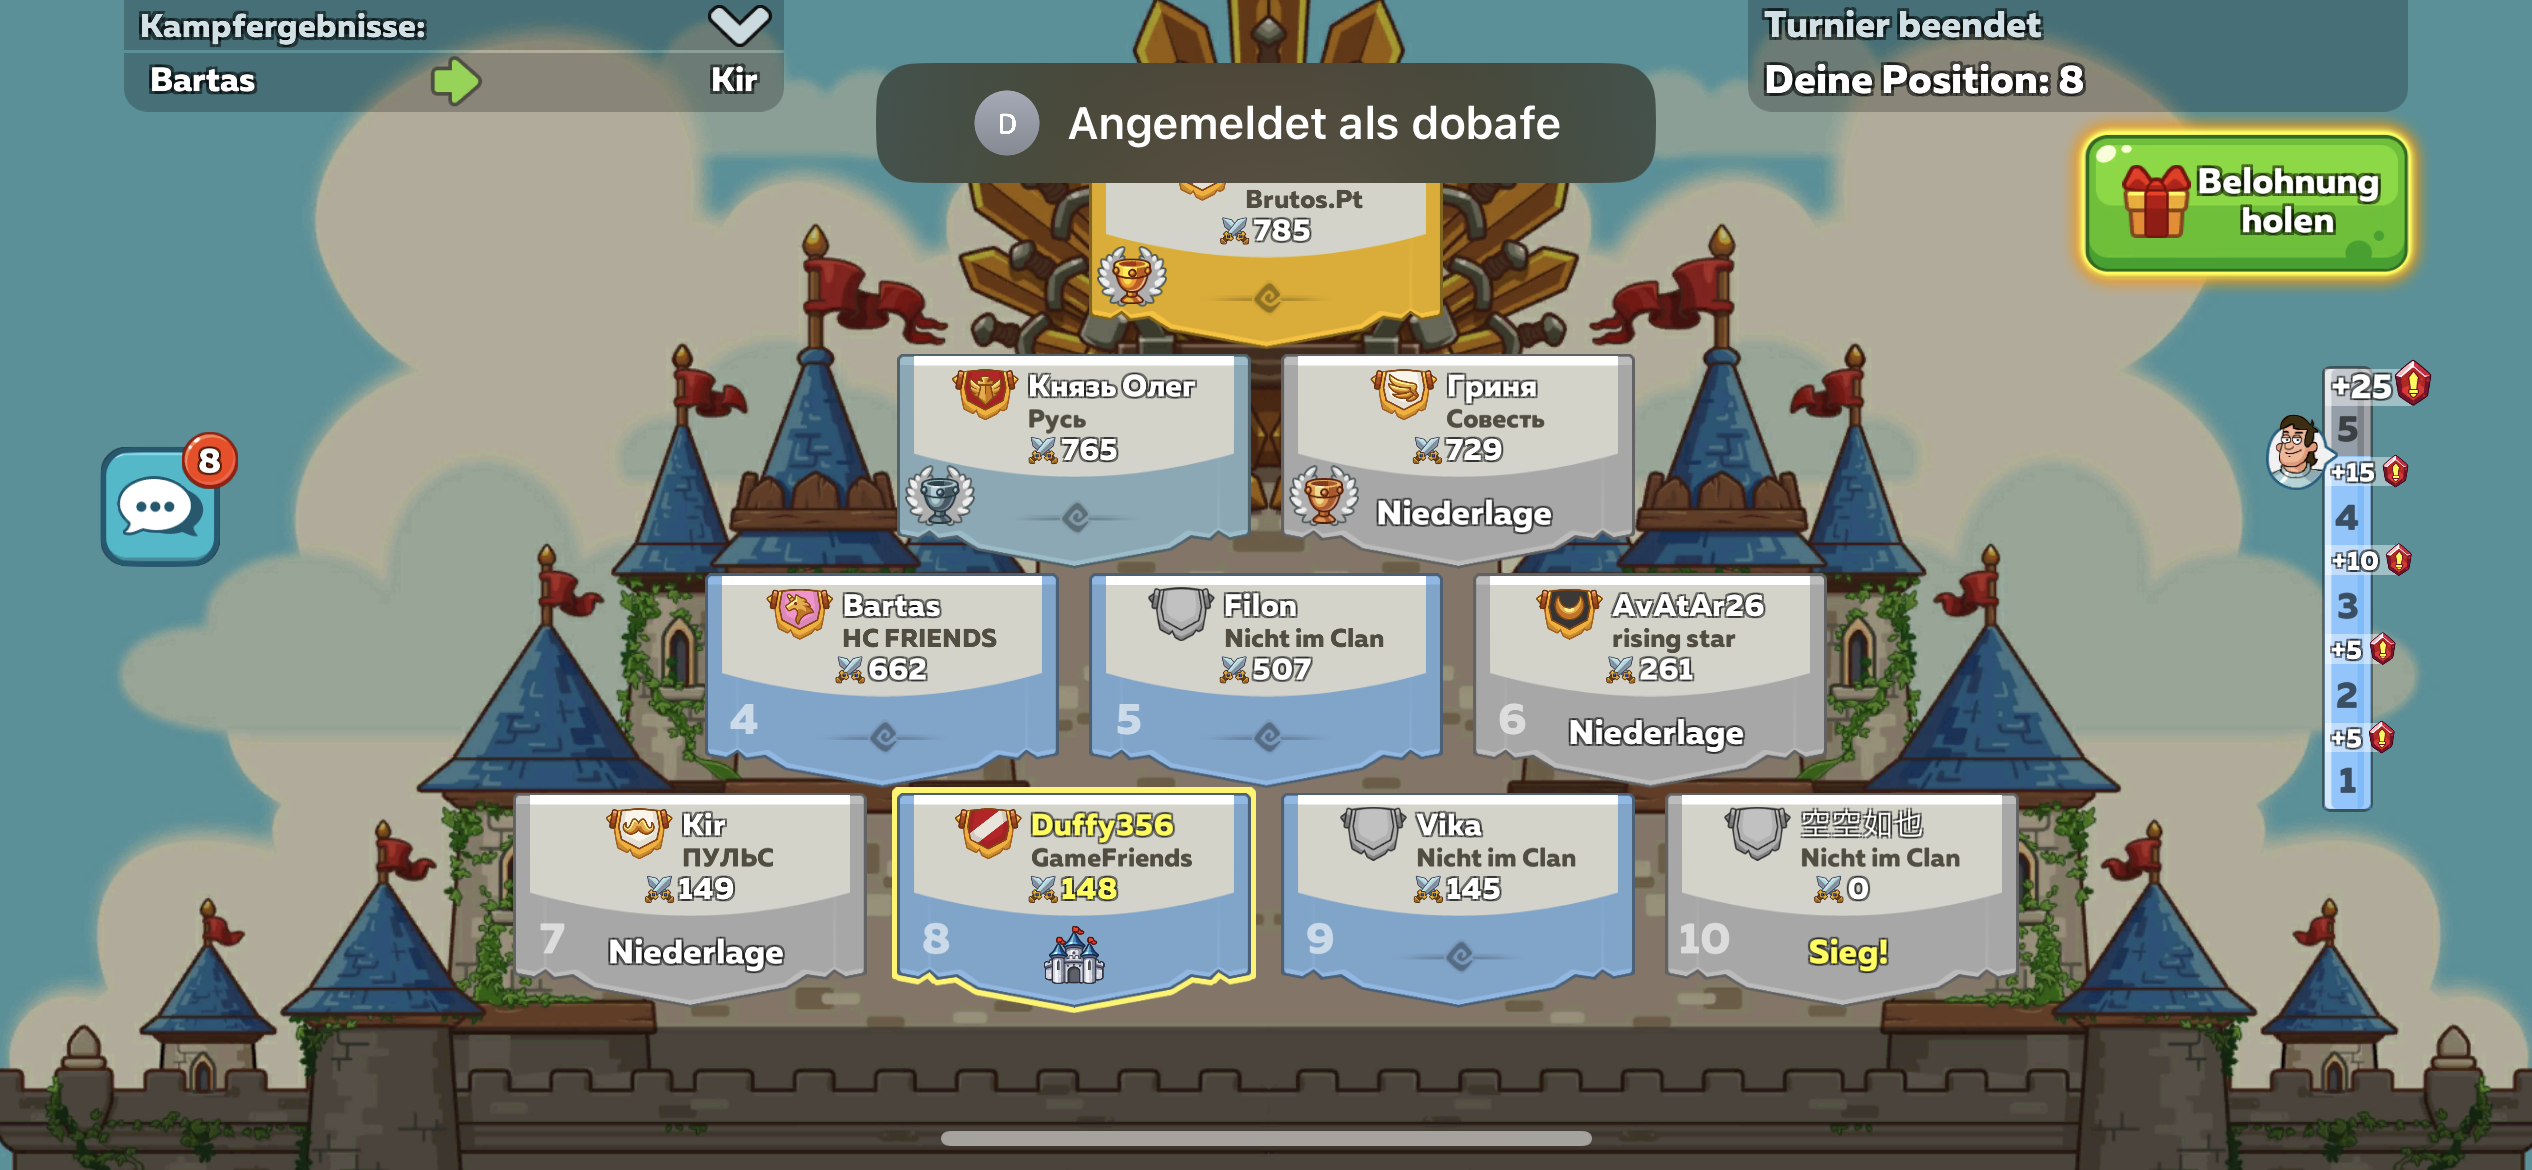 Kampfergebnisse:
Bartas
Kir
Turnier beendet
Deine Position: 8
D
Angemeldet als dobafe
Belohnung
holen
Brutos.Pt
785
Князь Олег
Русь
765
Гриня
Совесть
729
Niederlage
8
+25
5
+15
4
+10
3
+5
2
+5
1
Bartas
HC FRIENDS
662
4
Filon
Nicht im Clan
507
5
AvAtAr26
rising star
261
6
Niederlage
Kir
ПУЛЬС
149
7
Niederlage
Duffy356
GameFriends
148
8
Vika
Nicht im Clan
145
9
空空如也
Nicht im Clan
0
10
Sieg!